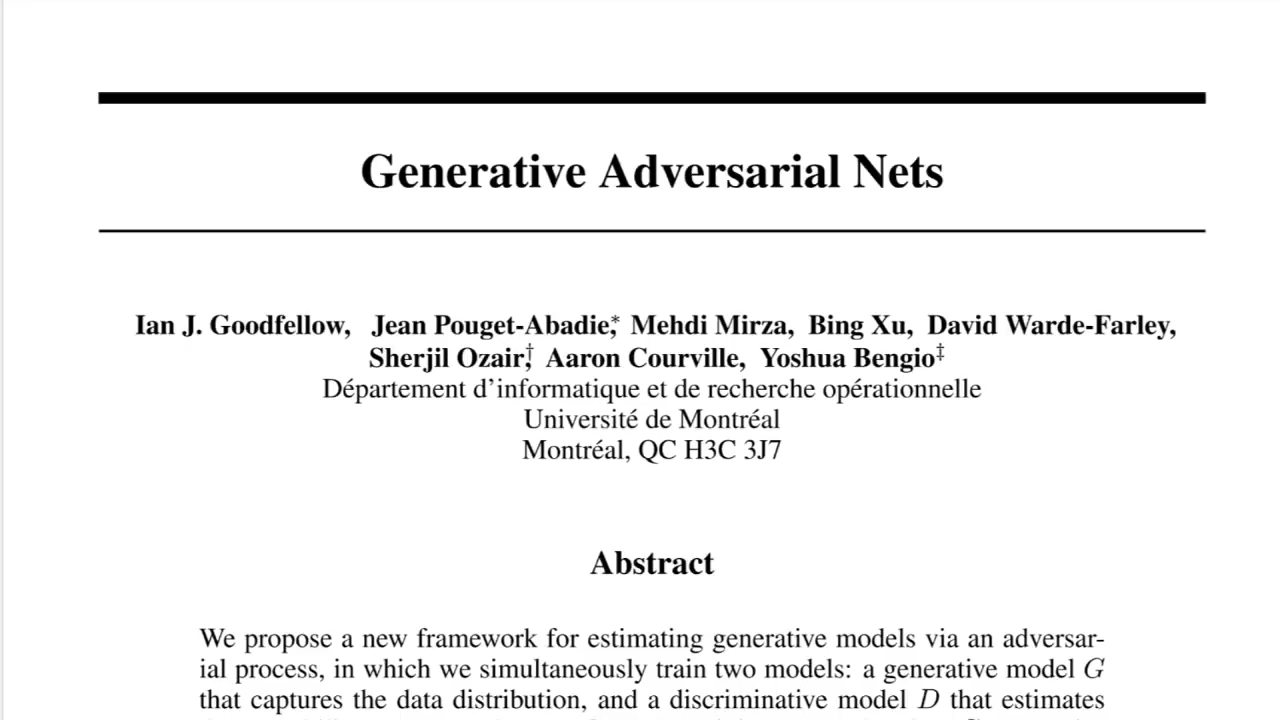 Generative Adversarial Nets
Ian J. Goodfellow, Jean Pouget-Abadie,* Mehdi Mirza, Bing Xu, David Warde-Farley,
Sherjil Ozair,† Aaron Courville, Yoshua Bengio‡
Département d'informatique et de recherche opérationnelle
Université de Montréal
Montréal, QC H3C 3J7
Abstract
We propose a new framework for estimating generative models via an adversar-
ial process, in which we simultaneously train two models: a generative model G
that captures the data distribution, and a discriminative model D that estimates